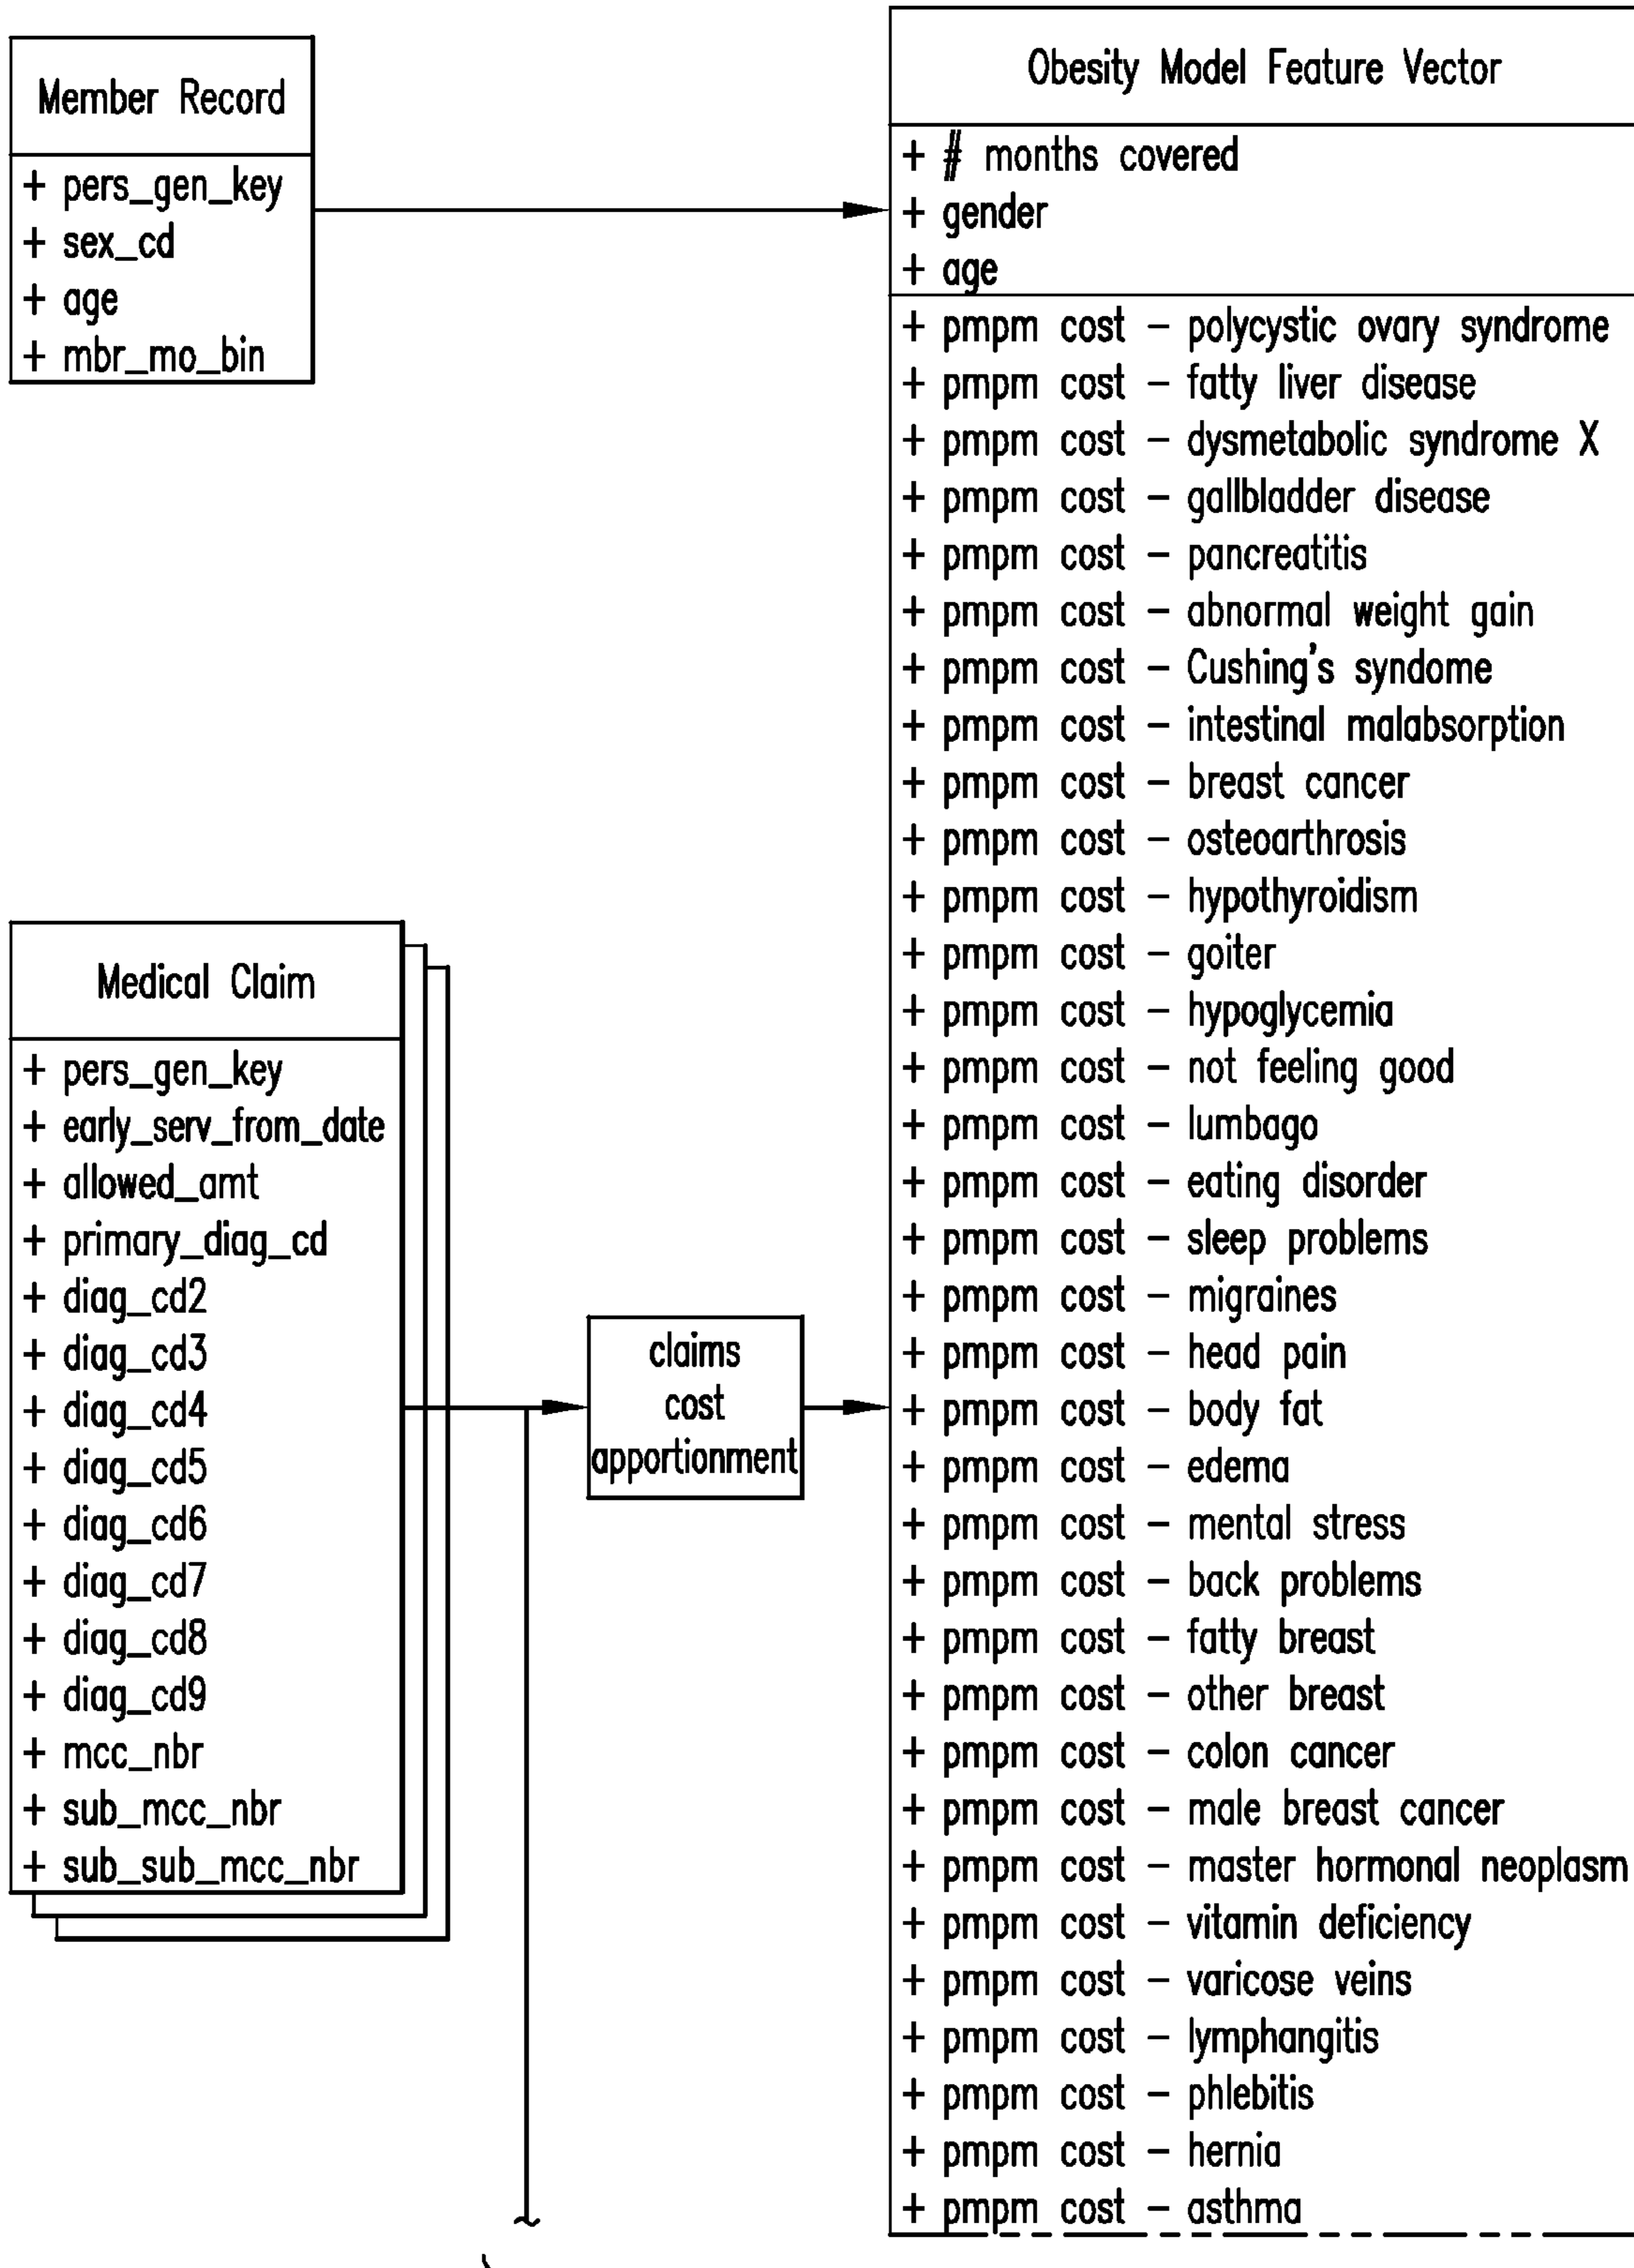 Member Record
+ pers_gen_key
+ sex_cd
+ age
+ mbr_mo_bin
Medical Claim
+ pers_gen_key
+ early_serv_from_date
+ allowed_amt
+ primary_diag_cd
+ diag_cd2
+ diag_cd3
+ diag_cd4
+ diag_cd5
+ diag_cd6
+ diag_cd7
+ diag_cd8
+ diag_cd9
+ mcc_nbr
+ sub_mcc_nbr
+ sub_sub_mcc_nbr
claims
cost
apportionment
Obesity Model Feature Vector
+ # months covered
+ gender
+ age
+ pmpm cost – polycystic ovary syndrome
+ pmpm cost – fatty liver disease
+ pmpm cost – dysmetabolic syndrome X
+ pmpm cost – gallbladder disease
+ pmpm cost – pancreatitis
+ pmpm cost – abnormal weight gain
+ pmpm cost – Cushing's syndome
+ pmpm cost – intestinal malabsorption
+ pmpm cost – breast cancer
+ pmpm cost – osteoarthrosis
+ pmpm cost – hypothyroidism
+ pmpm cost – goiter
+ pmpm cost – hypoglycemia
+ pmpm cost – not feeling good
+ pmpm cost – lumbago
+ pmpm cost – eating disorder
+ pmpm cost – sleep problems
+ pmpm cost – migraines
+ pmpm cost – head pain
+ pmpm cost – body fat
+ pmpm cost – edema
+ pmpm cost – mental stress
+ pmpm cost – back problems
+ pmpm cost – fatty breast
+ pmpm cost – other breast
+ pmpm cost – colon cancer
+ pmpm cost – male breast cancer
+ pmpm cost – master hormonal neoplasm
+ pmpm cost – vitamin deficiency
+ pmpm cost – varicose veins
+ pmpm cost – lymphangitis
+ pmpm cost – phlebitis
+ pmpm cost – hernia
+ pmpm cost – asthma